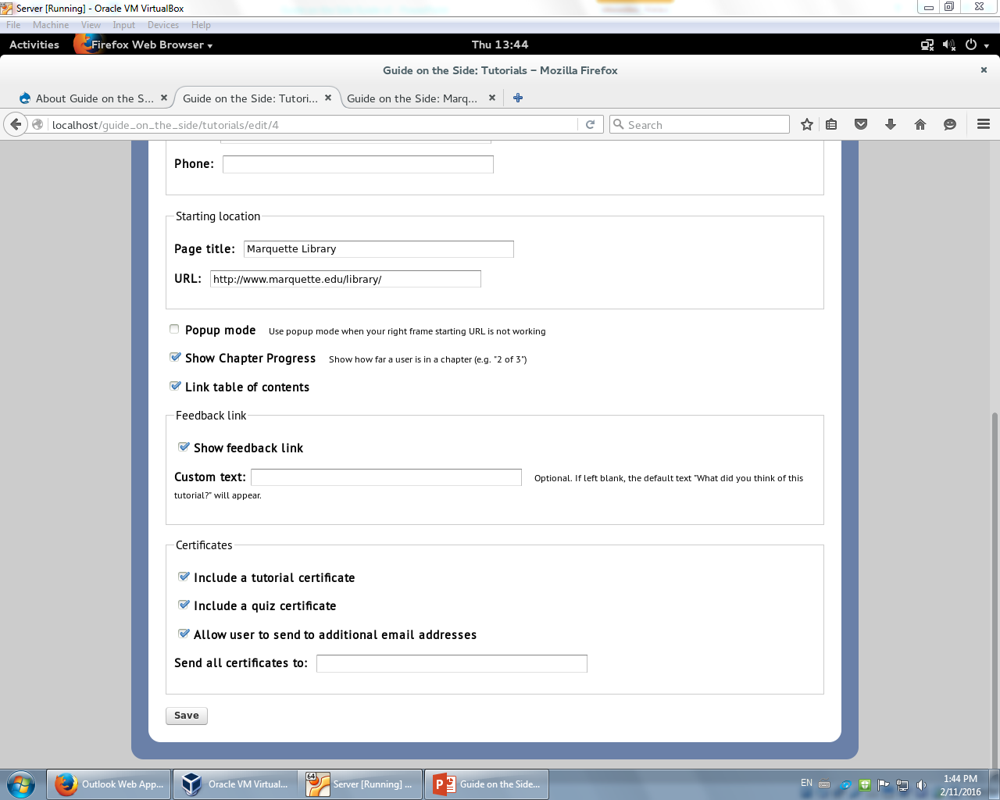 Server [Running] - Oracle VM VirtualBox
File Machine View Input Devices Help
Activities Firefox Web Browser Thu 13:44
Guide on the Side: Tutorials – Mozilla Firefox
About Guide on the S... Guide on the Side: Tutori... Guide on the Side: Marq...
localhost/guide_on_the_side/tutorials/edit/4 Search
Phone:
Starting location
Page title: Marquette Library
URL: http://www.marquette.edu/library/
Popup mode Use popup mode when your right frame starting URL is not working
Show Chapter Progress Show how far a user is in a chapter (e.g. "2 of 3")
Link table of contents
Feedback link
Show feedback link
Custom text: Optional. If left blank, the default text "What did you think of this
tutorial?" will appear.
Certificates
Include a tutorial certificate
Include a quiz certificate
Allow user to send to additional email addresses
Send all certificates to:
Save
Outlook Web App... Oracle VM Virtual... 64 Server [Running] ... Guide on the Side... EN 1:44 PM
2/11/2016